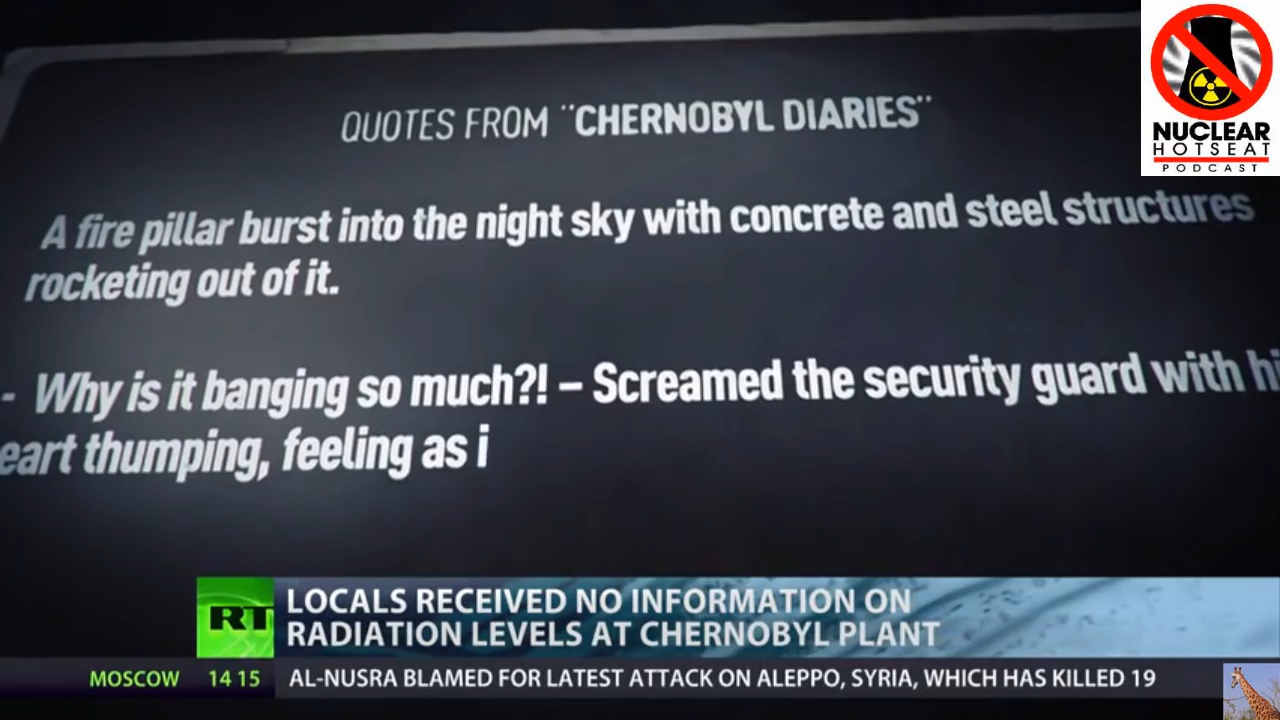 QUOTES FROM "CHERNOBYL DIARIES"
NUCLEAR
HOTSEAT
PODCAST
A fire pillar burst into the night sky with concrete and steel structures
rocketing out of it.
- Why is it banging so much?! – Screamed the security guard with hi
eart thumping, feeling as i
RT
LOCALS RECEIVED NO INFORMATION ON
RADIATION LEVELS AT CHERNOBYL PLANT
MOSCOW 14 15 AL-NUSRA BLAMED FOR LATEST ATTACK ON ALEPPO, SYRIA, WHICH HAS KILLED 19